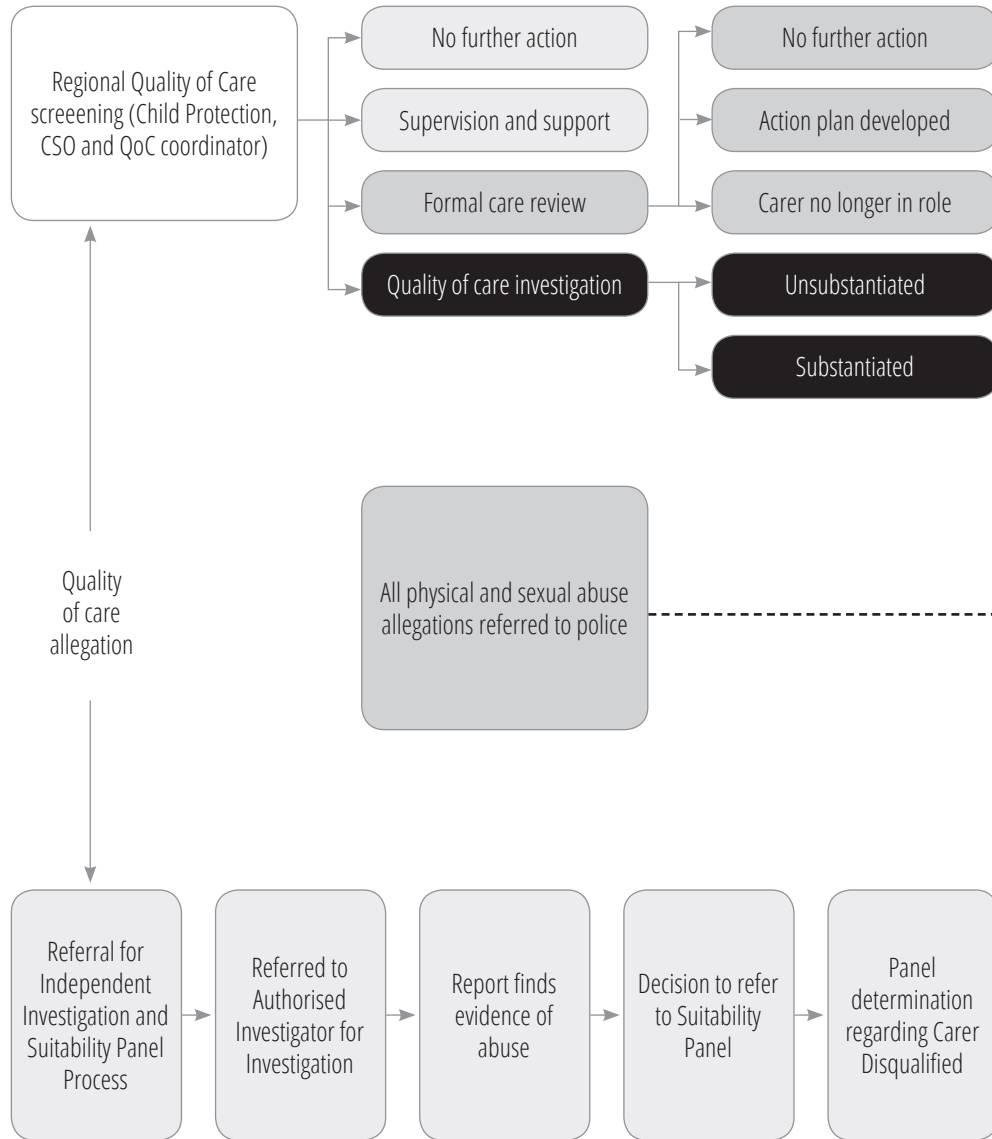 Regional Quality of Care
screeening (Child Protection,
CSO and QoC coordinator)
No further action
Supervision and support
Formal care review
Quality of care investigation
No further action
Action plan developed
Carer no longer in role
Unsubstantiated
Substantiated
Quality
of care
allegation
All physical and sexual abuse
allegations referred to police
Referral for
Independent
Investigation and
Suitability Panel
Process
Referred to
Authorised
Investigator for
Investigation
Report finds
evidence of
abuse
Decision to refer
to Suitability
Panel
Panel
determination
regarding Carer
Disqualified